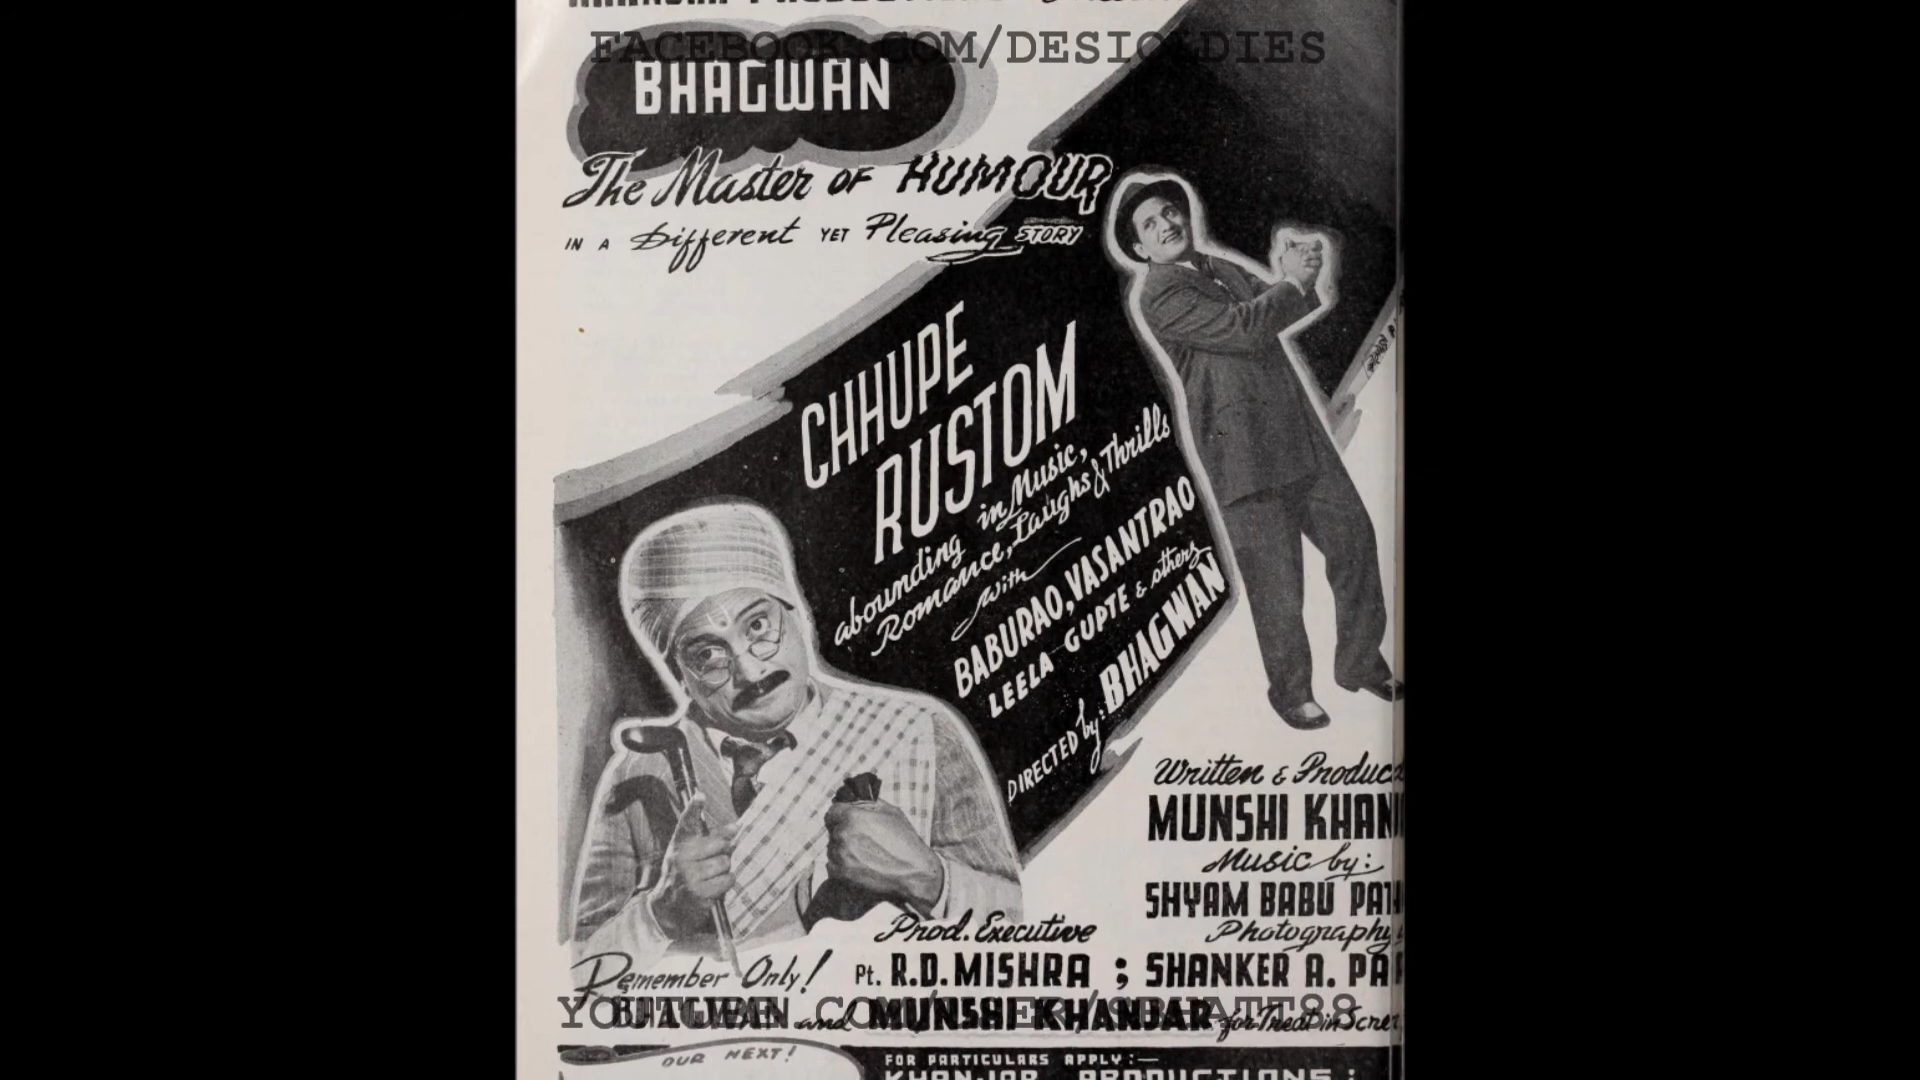 FACEBOOK.COM/DESIOLDIES
BHAGWAN
The Master OF HUMOUR
IN A Different YET Pleasing STORY
CHHUPE
RUSTOM
abounding in Music,
Romance, Laughs & Thrills
with
BABURAO, VASANTRAO
LEELA GUPTE & others
DIRECTED by: BHAGWAN
Written & Produc
MUNSHI KHAN
Music by:
SHYAM BABU PAT
Photography
Prod. Executive
Pt. R.D. MISHRA ; SHANKER A. PA
Remember Only!
BHAGWAN and MUNSHI KHANJAR for Treat in
OUR NEXT!
FOR PARTICULARS APPLY :—
KHANJAR PRODUCTIONS :